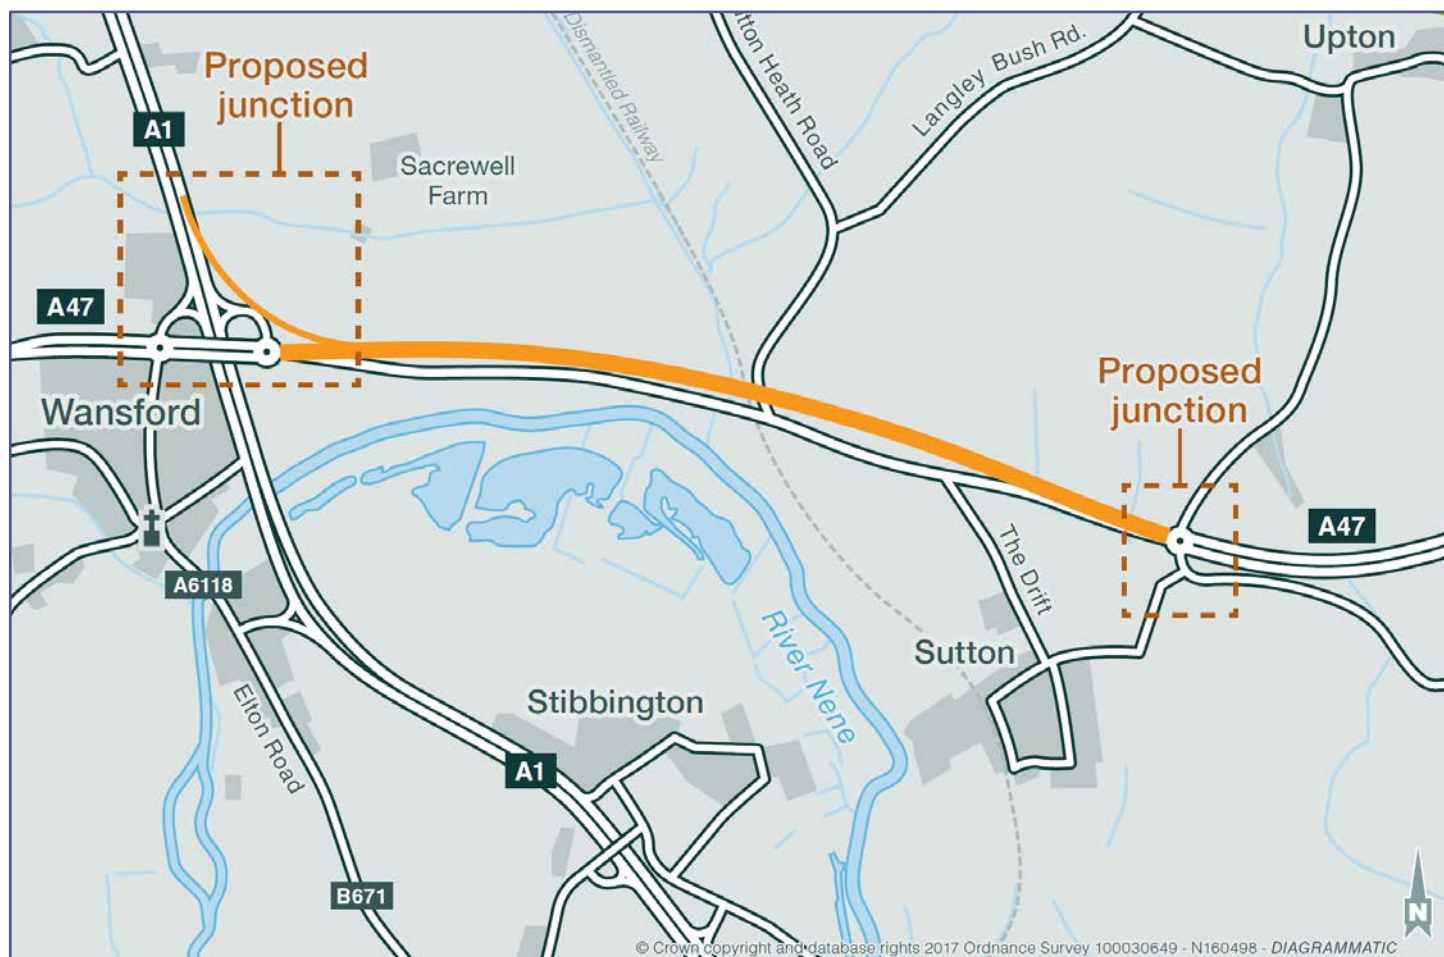 Upton
Dismantled Railway
Heath Road
Langley Bush Rd.
Proposed
junction
A1
Sacrewell
Farm
A47
Proposed
junction
Wansford
A47
The Drift
A6118
River Nene
Sutton
Stibbington
Elton Road
A1
B671
N
© Crown copyright and database rights 2017 Ordnance Survey 100030649 - N160498 - DIAGRAMMATIC